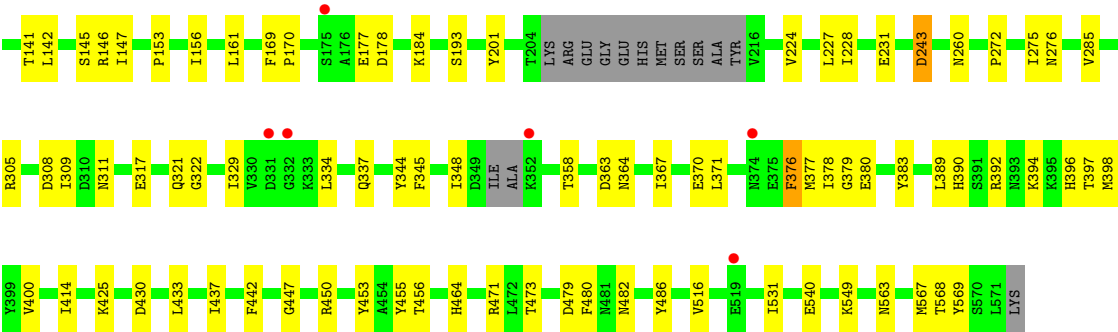 T141 L142 S145 R146 I147 P153 I156 L161 F169 P170 S175 A176 E177 D178 K184 S193 Y201 T204 LYS ARG GLU GLY GLU HIS MET SER SER ALA TYR V216 V224 L227 I228 E231 D243 N260 P272 I275 N276 V285
R305 D308 I309 D310 N311 E317 Q321 G322 I329 V330 D331 G332 K333 L334 Q337 Y344 F345 I348 D349 ILE ALA K352 T358 D363 N364 I367 E370 L371 N374 E375 F376 M377 I378 G379 E380 Y383 L389 H390 S391 R392 N393 K394 K395 H396 T397 M398
Y399 V400 I414 K425 D430 L433 I437 F442 G447 R450 Y453 A454 Y455 T456 H464 R471 L472 T473 D479 F480 N481 N482 Y486 V516 E519 I531 E540 K549 N563 M567 T568 Y569 S570 L571 LYS